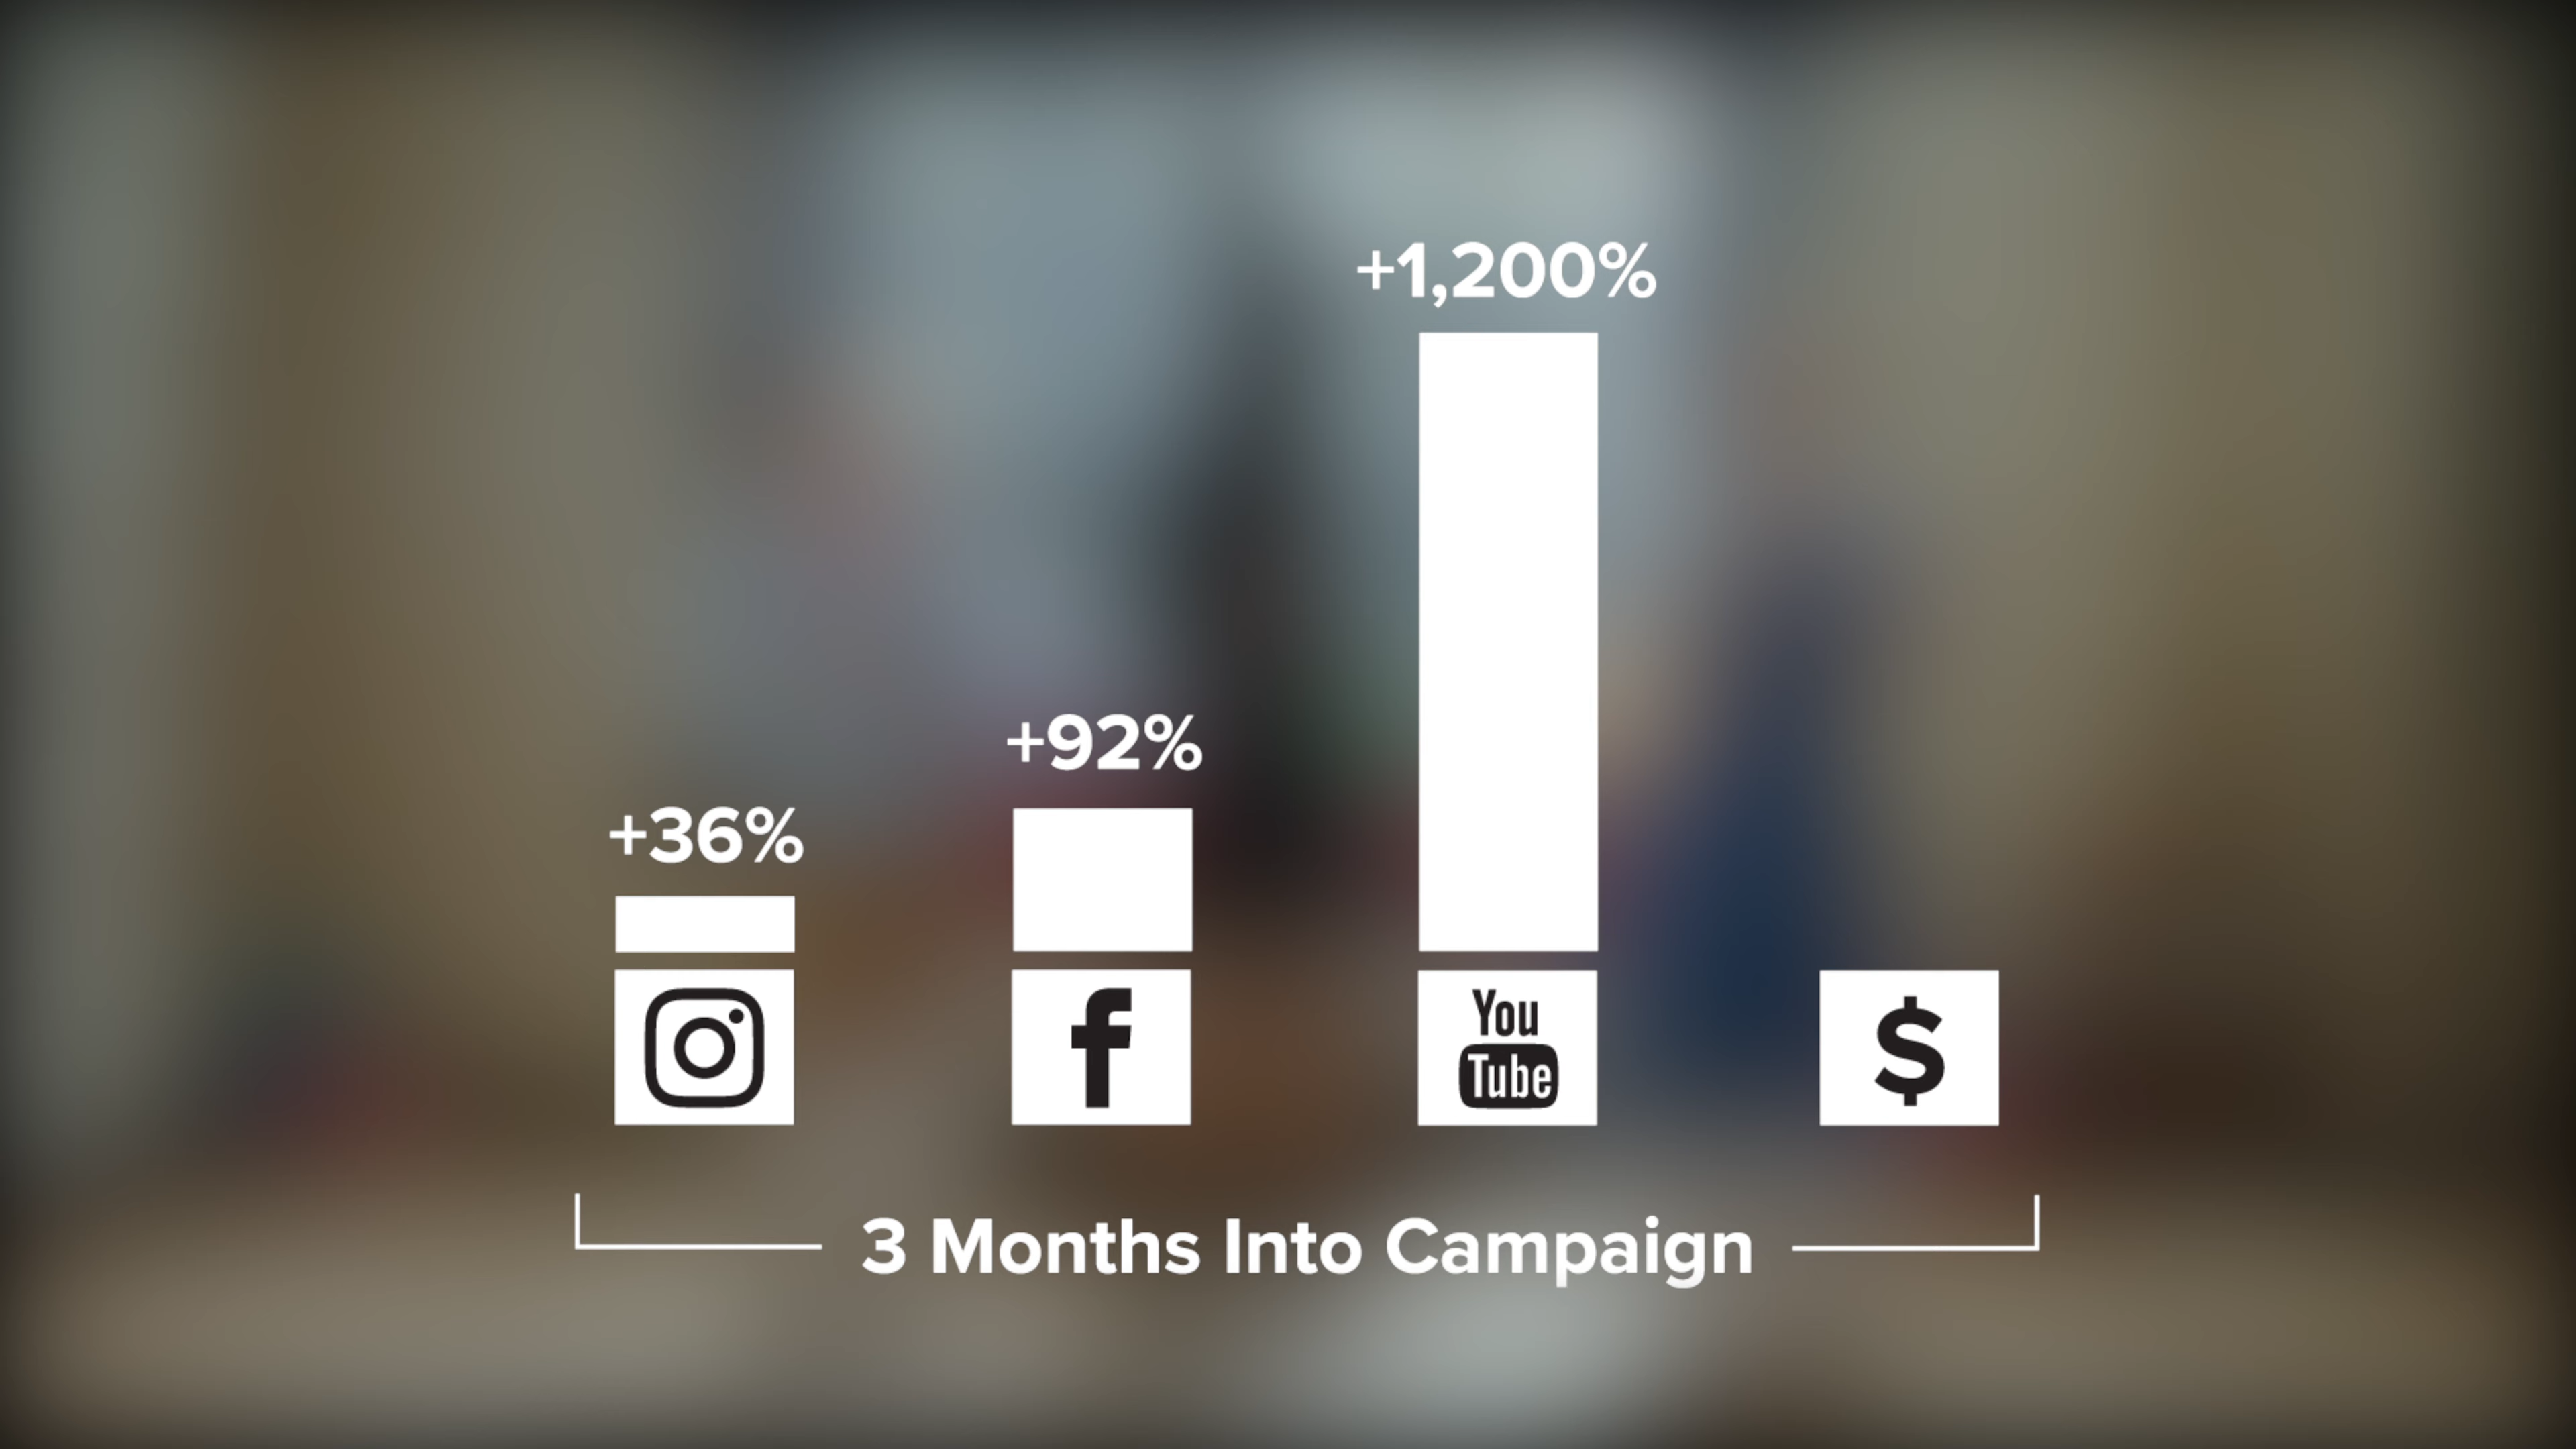 +1,200%
+92%
+36%
f
You
Tube
$
3 Months Into Campaign